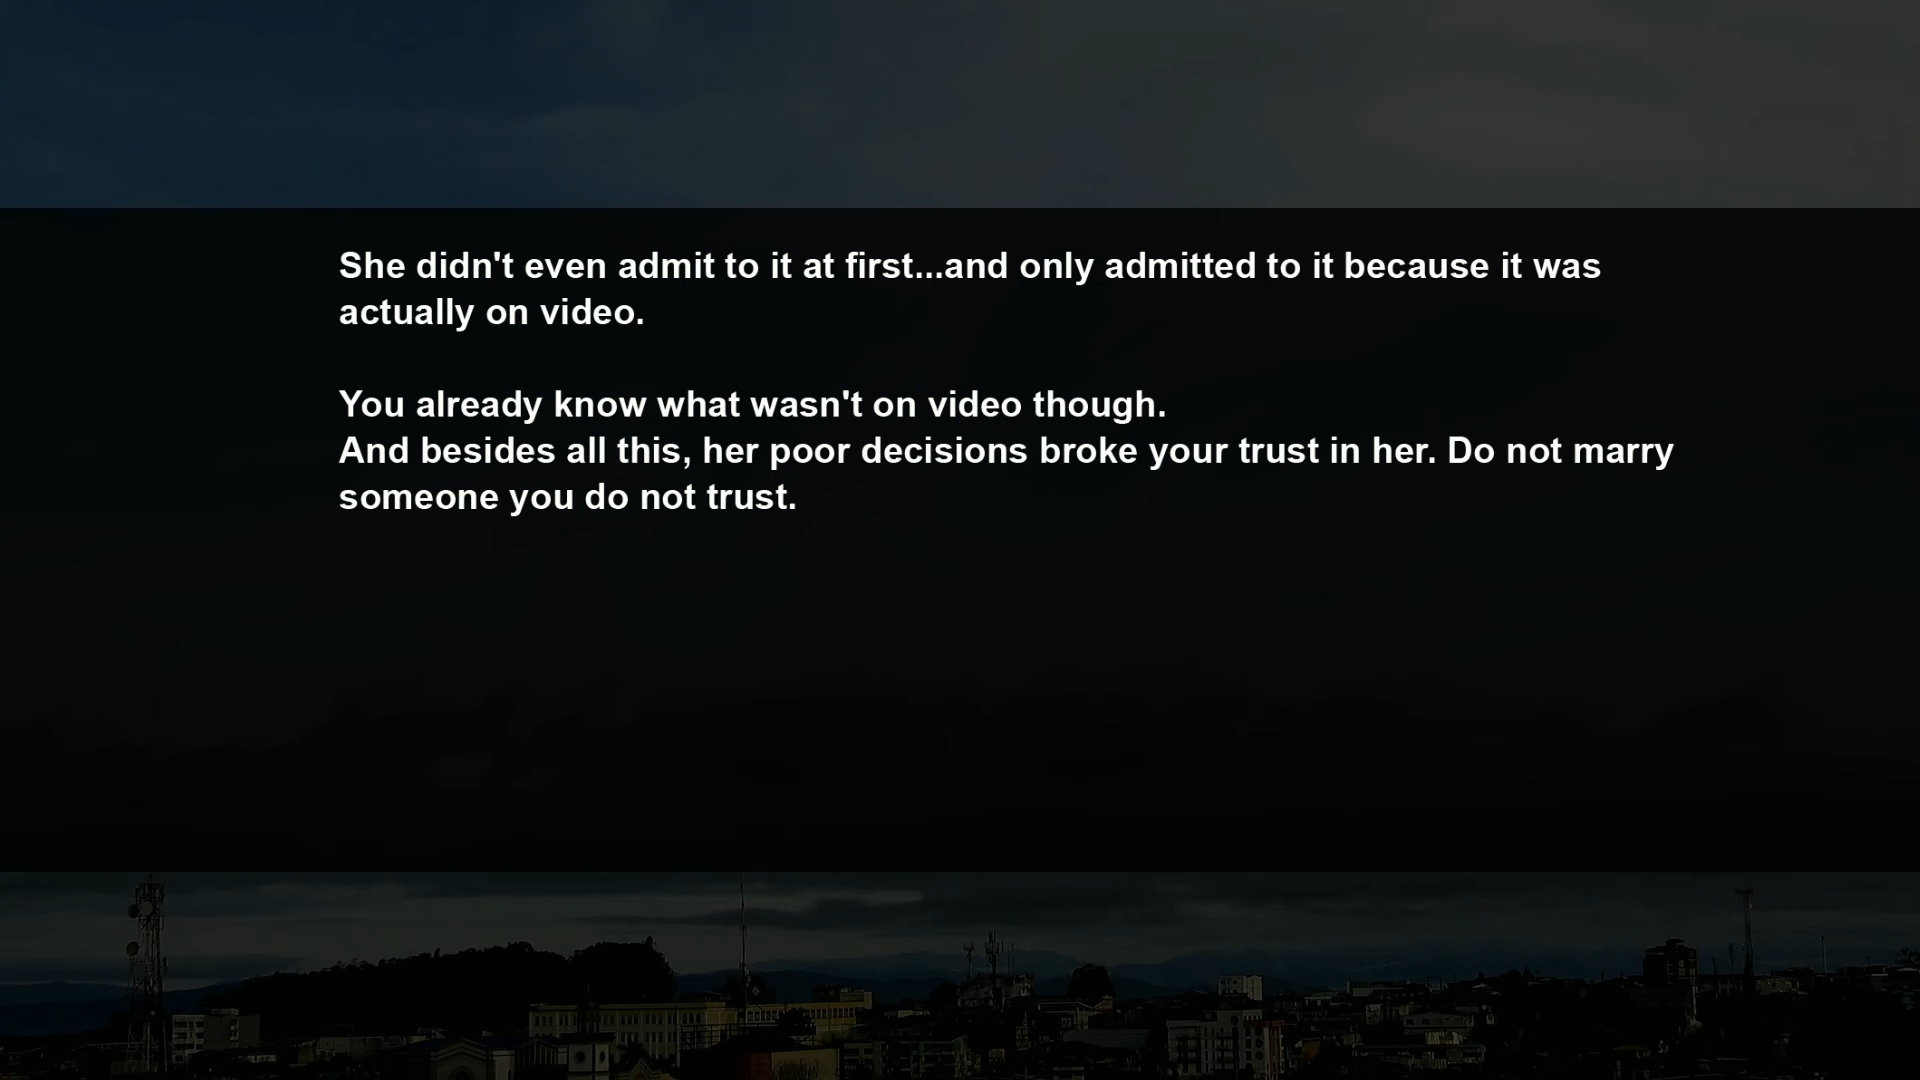 She didn't even admit to it at first...and only admitted to it because it was
actually on video.
You already know what wasn't on video though.
And besides all this, her poor decisions broke your trust in her. Do not marry
someone you do not trust.